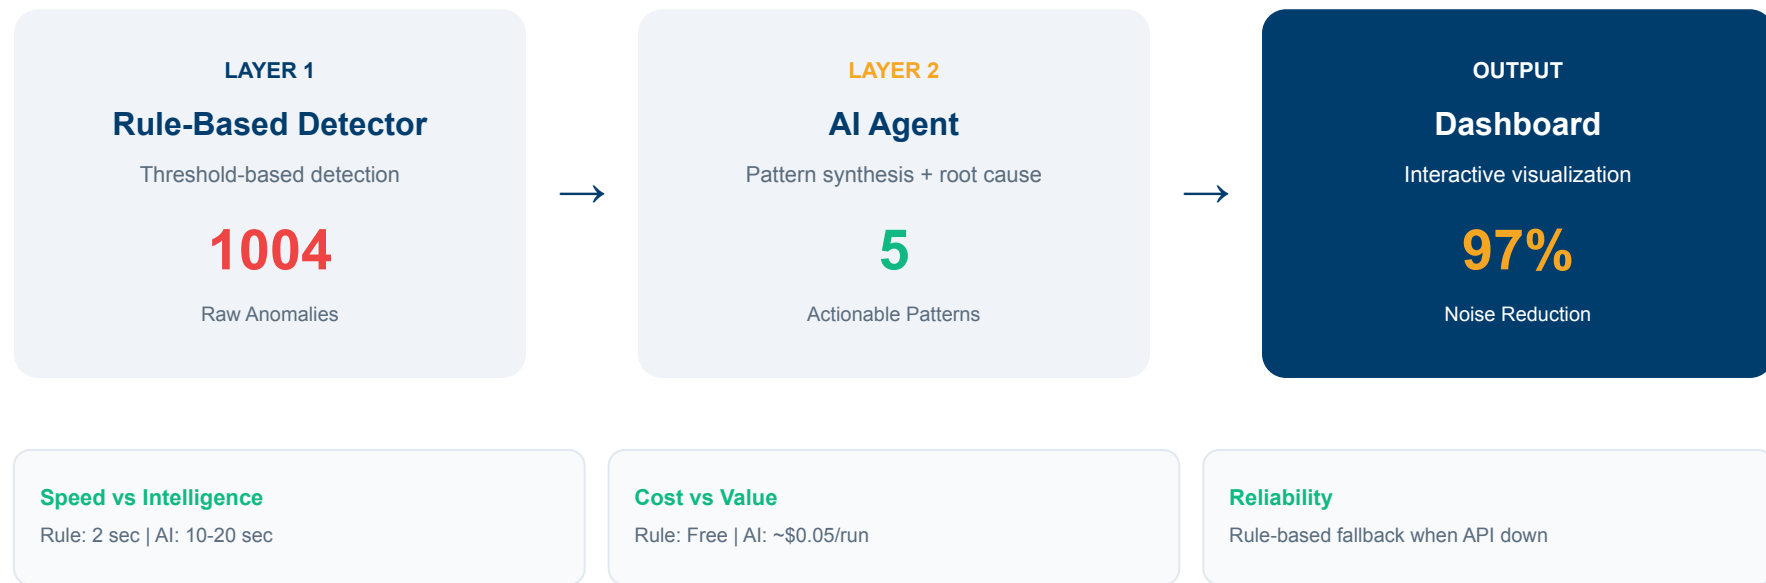 LAYER 1
Rule-Based Detector
Threshold-based detection
1004
Raw Anomalies
→
LAYER 2
AI Agent
Pattern synthesis + root cause
5
Actionable Patterns
→
OUTPUT
Dashboard
Interactive visualization
97%
Noise Reduction
Speed vs Intelligence
Rule: 2 sec | AI: 10-20 sec
Cost vs Value
Rule: Free | AI: ~$0.05/run
Reliability
Rule-based fallback when API down